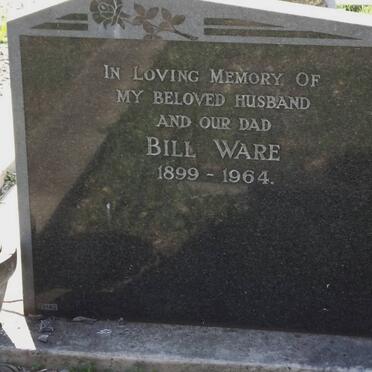 IN LOVING MEMORY OF
MY BELOVED HUSBAND
AND OUR DAD
BILL WARE
1899 - 1964.